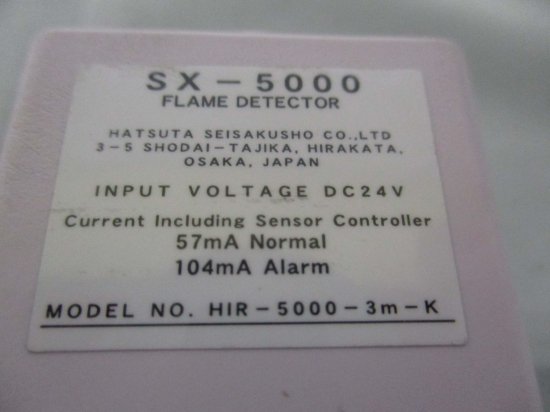 SX-5000
FLAME DETECTOR
HATSUTA SEISAKUSHO CO.,LTD
3-5 SHODAI-TAJIKA, HIRAKATA,
OSAKA, JAPAN
INPUT VOLTAGE DC24V
Current Including Sensor Controller
57mA Normal
104mA Alarm
MODEL NO. HIR-5000-3m-K